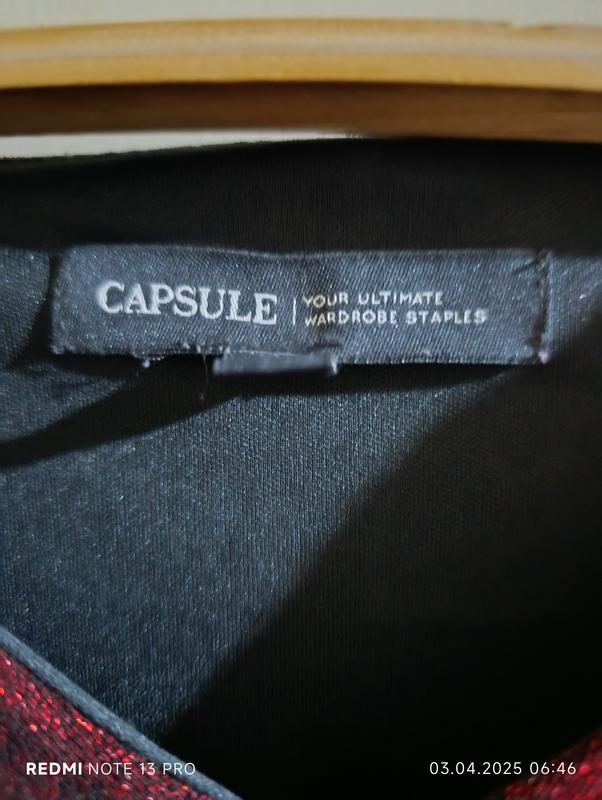 CAPSULE
YOUR ULTIMATE
WARDROBE STAPLES
REDMI NOTE 13 PRO
03.04.2025 06:46